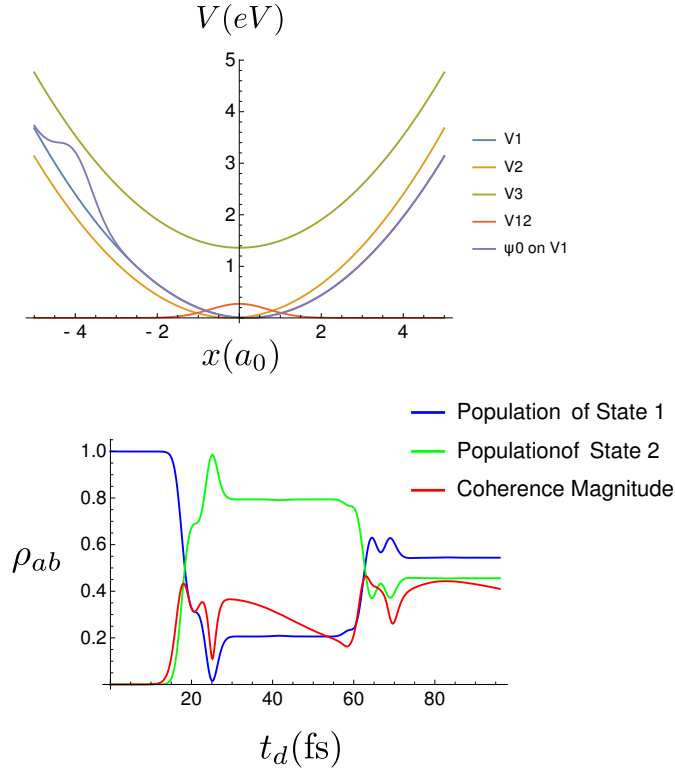 V(eV)
5
4
3
2
1
- 4
- 2
2
4
x(a0)
V1
V2
V3
V12
ψ0 on V1
Population of State 1
Populationof State 2
Coherence Magnitude
1.0
0.8
0.6
0.4
0.2
ρab
20
40
60
80
td(fs)